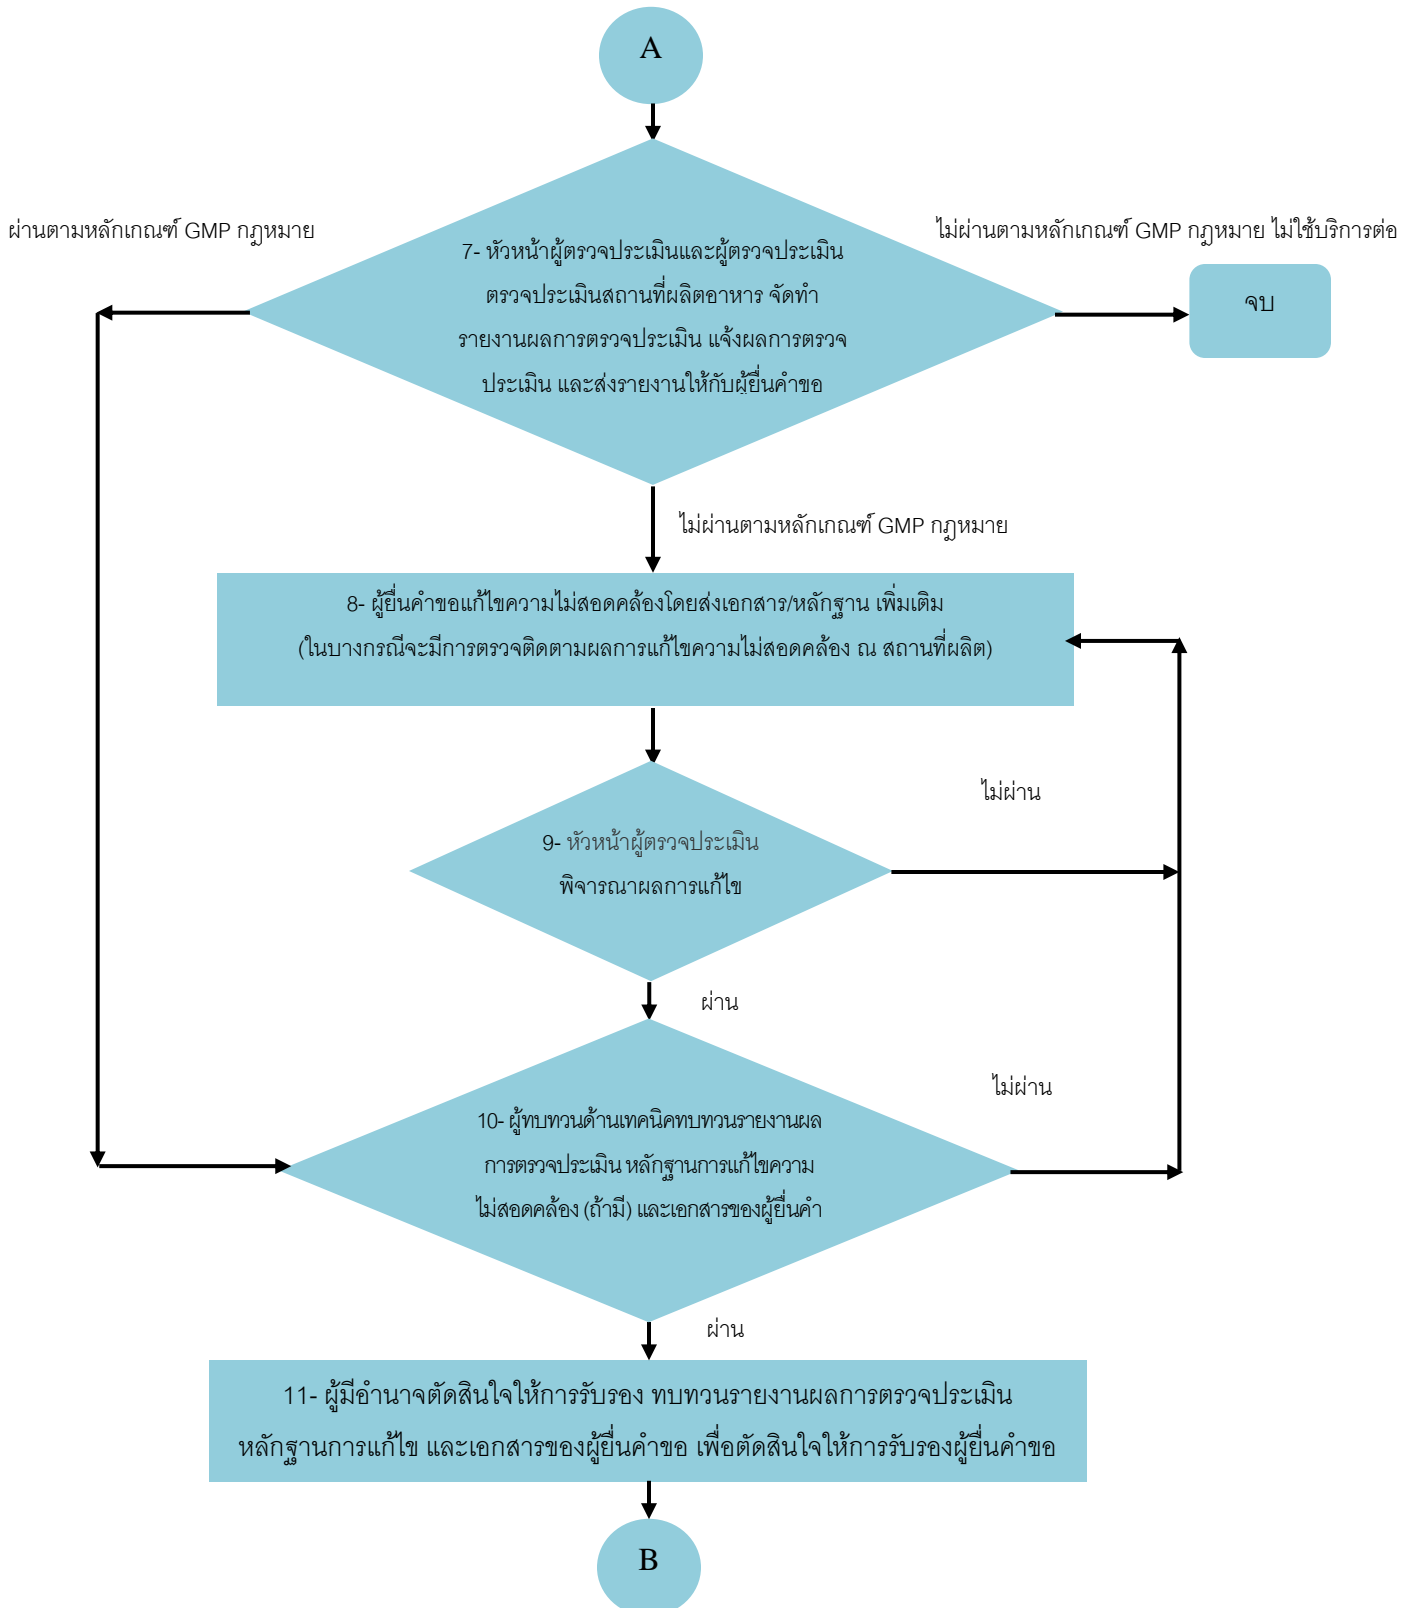 A
ผ่านตามหลักเกณฑ์ GMP กฎหมาย
ไม่ผ่านตามหลักเกณฑ์ GMP กฎหมาย ไม่ใช้บริการต่อ
7- หัวหน้าผู้ตรวจประเมินและผู้ตรวจประเมิน
ตรวจประเมินสถานที่ผลิตอาหาร จัดทำ
รายงานผลการตรวจประเมิน แจ้งผลการตรวจ
ประเมิน และส่งรายงานให้กับผู้ยื่นคำขอ
จบ
ไม่ผ่านตามหลักเกณฑ์ GMP กฎหมาย
8- ผู้ยื่นคำขอแก้ไขความไม่สอดคล้องโดยส่งเอกสาร/หลักฐาน เพิ่มเติม
(ในบางกรณีจะมีการตรวจติดตามผลการแก้ไขความไม่สอดคล้อง ณ สถานที่ผลิต)
ไม่ผ่าน
9- หัวหน้าผู้ตรวจประเมิน
พิจารณาผลการแก้ไข
ผ่าน
ไม่ผ่าน
10- ผู้ทบทวนด้านเทคนิคทบทวนรายงานผล
การตรวจประเมิน หลักฐานการแก้ไขความ
ไม่สอดคล้อง (ถ้ามี) และเอกสารของผู้ยื่นคำ
ผ่าน
11- ผู้มีอำนาจตัดสินใจให้การรับรอง ทบทวนรายงานผลการตรวจประเมิน
หลักฐานการแก้ไข และเอกสารของผู้ยื่นคำขอ เพื่อตัดสินใจให้การรับรองผู้ยื่นคำขอ
B